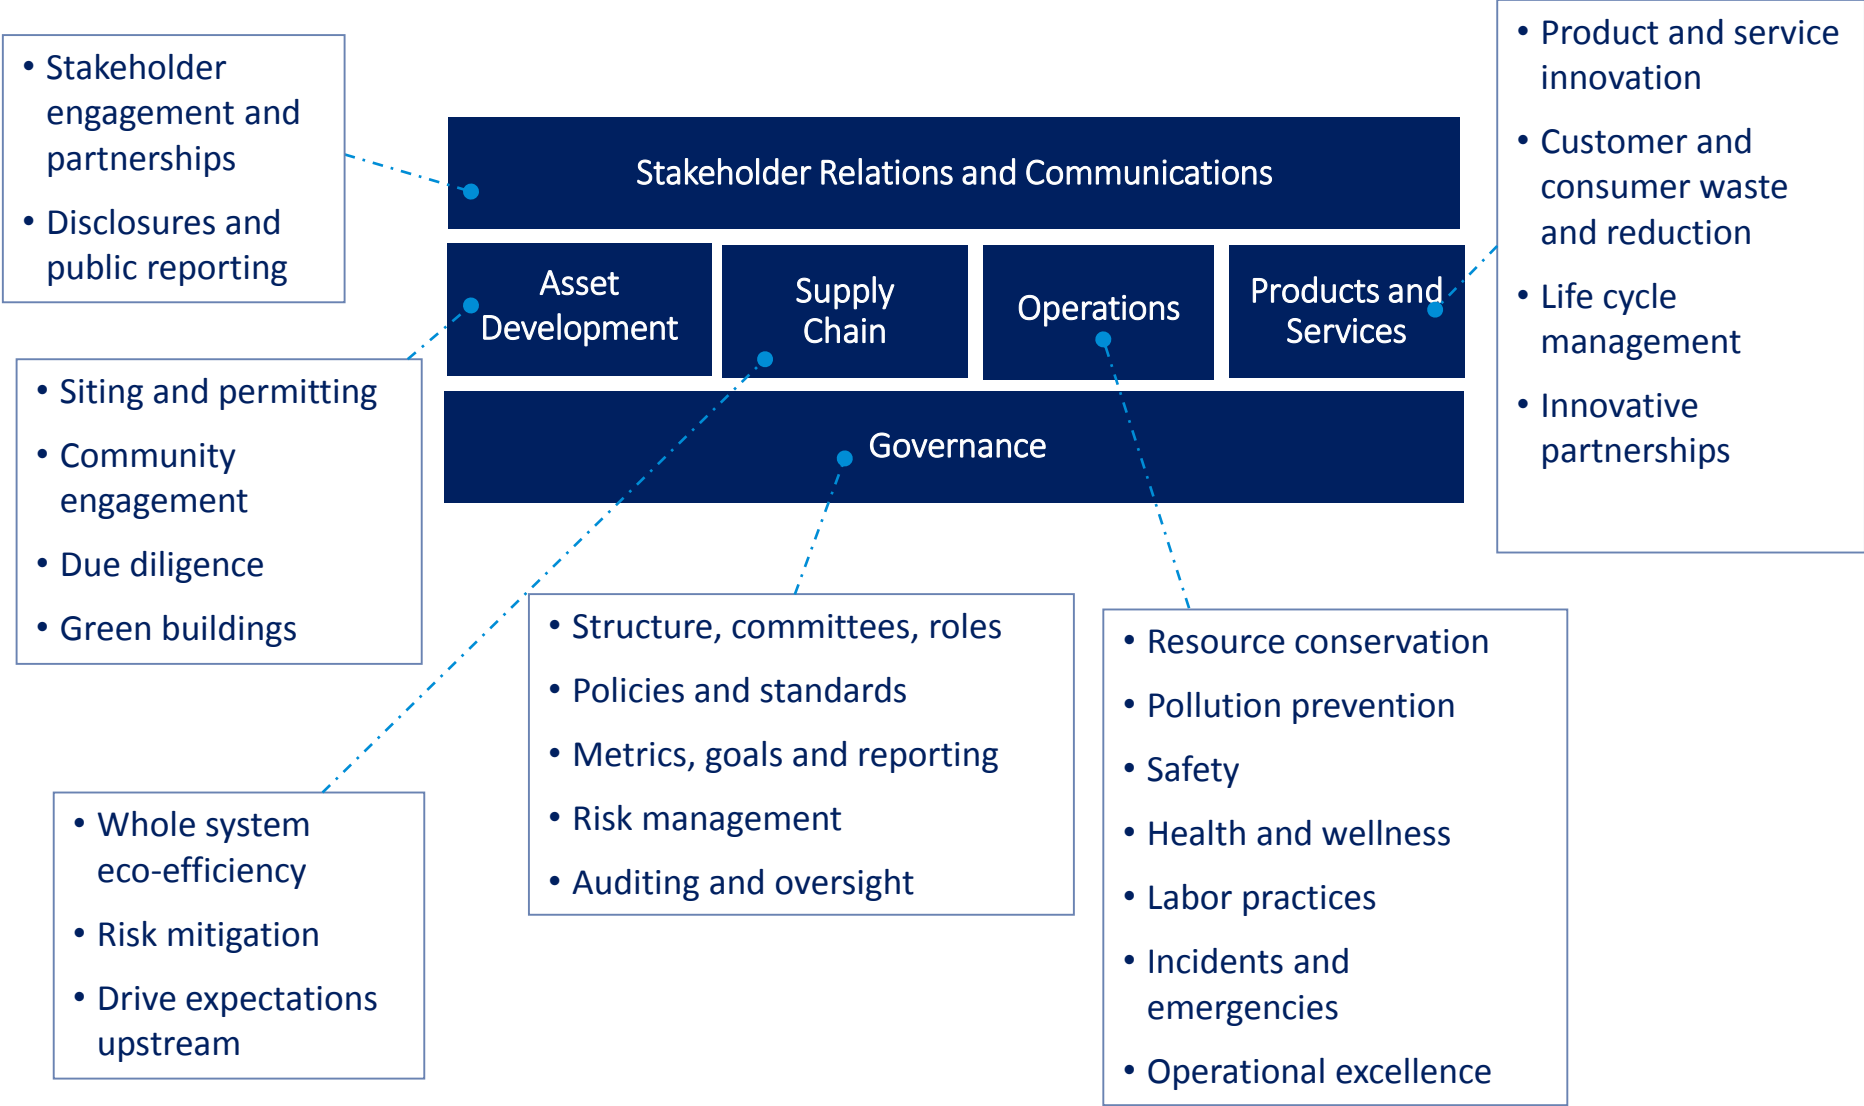 • Stakeholder
engagement and
partnerships
• Disclosures and
public reporting
Stakeholder Relations and Communications
• Product and service
innovation
• Customer and
consumer waste
and reduction
• Life cycle
management
• Innovative
partnerships
Asset
Development
Supply
Chain
Operations
Products and
Services
Governance
• Siting and permitting
• Community
engagement
• Due diligence
• Green buildings
• Whole system
eco-efficiency
• Risk mitigation
• Drive expectations
upstream
• Structure, committees, roles
• Policies and standards
• Metrics, goals and reporting
• Risk management
• Auditing and oversight
• Resource conservation
• Pollution prevention
• Safety
• Health and wellness
• Labor practices
• Incidents and
emergencies
• Operational excellence